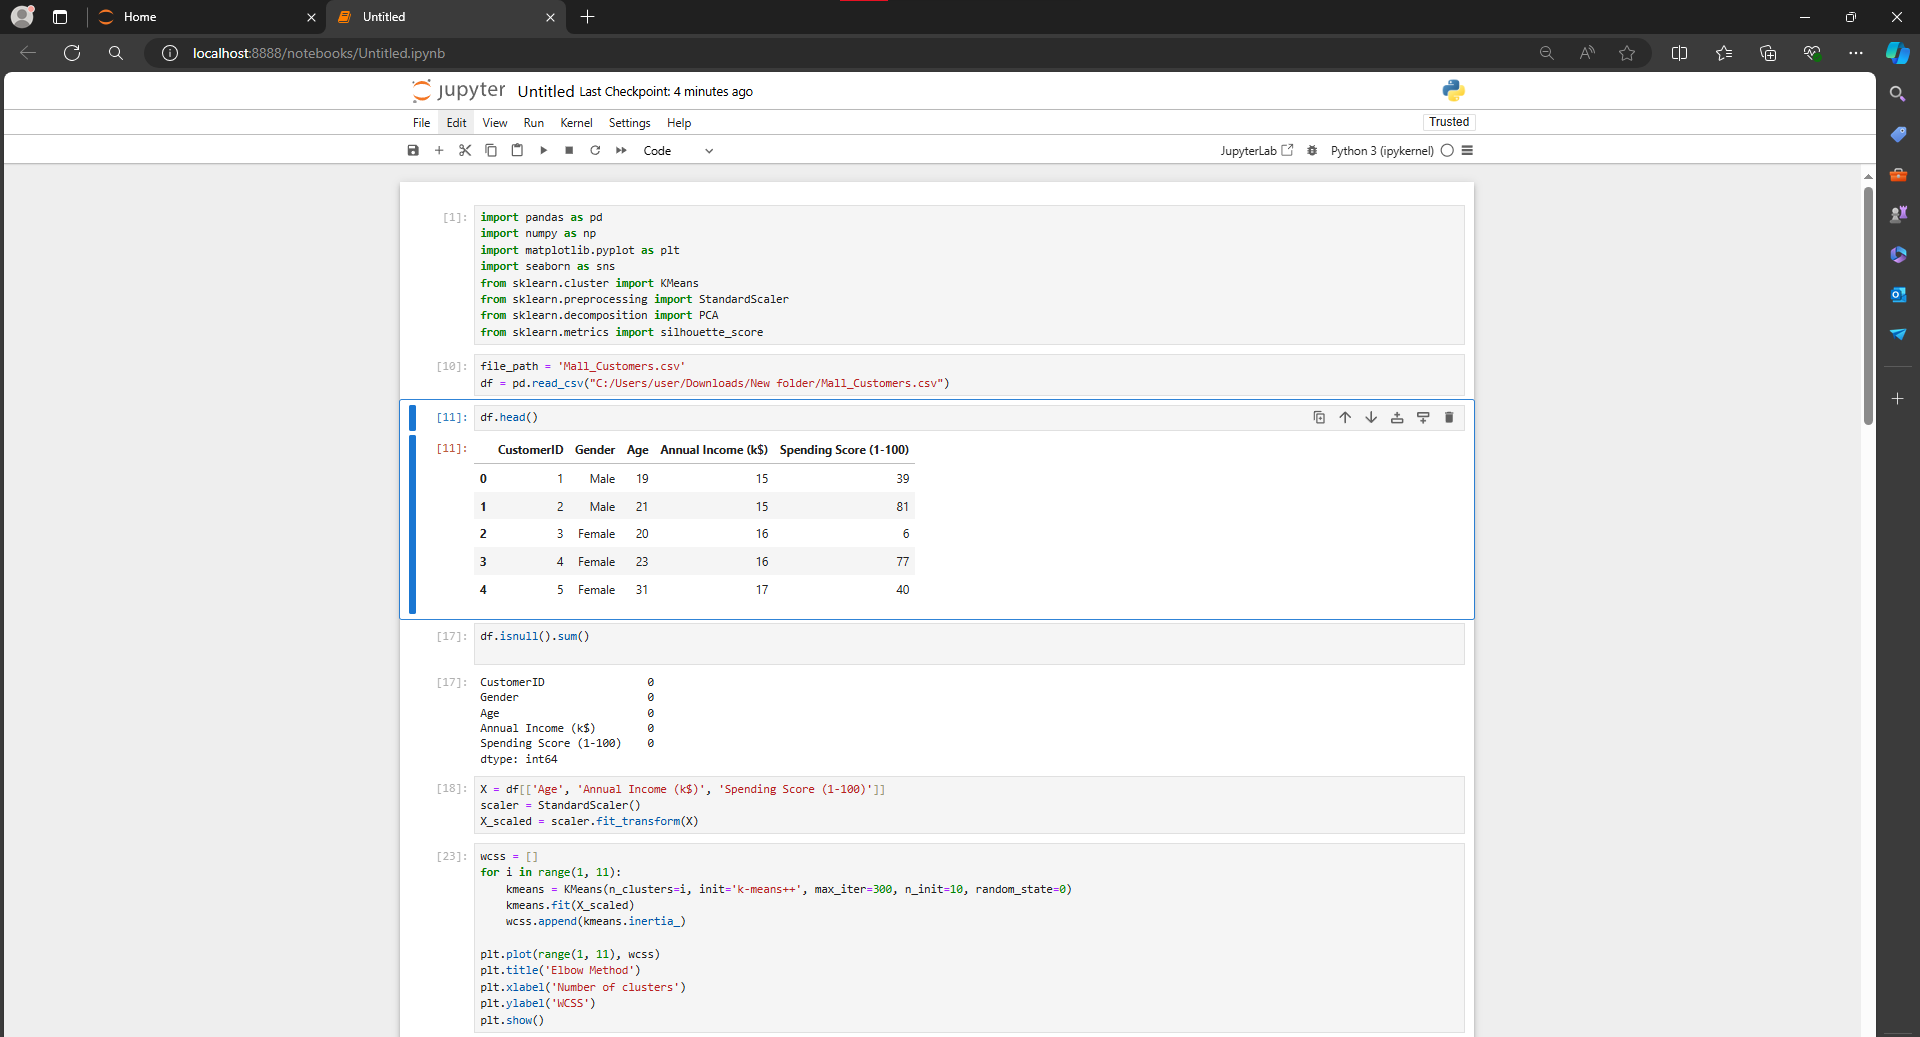 Home
Untitled
localhost:8888/notebooks/Untitled.ipynb
jupyter Untitled Last Checkpoint: 4 minutes ago
File Edit View Run Kernel Settings Help
Trusted
Code
JupyterLab
Python 3 (ipykernel)
[1]:
import pandas as pd
import numpy as np
import matplotlib.pyplot as plt
import seaborn as sns
from sklearn.cluster import KMeans
from sklearn.preprocessing import StandardScaler
from sklearn.decomposition import PCA
from sklearn.metrics import silhouette_score
[10]:
file_path = 'Mall_Customers.csv'
df = pd.read_csv("C:/Users/user/Downloads/New folder/Mall_Customers.csv")
[11]: df.head()
[11]: CustomerID Gender Age Annual Income (k$) Spending Score (1-100)
0 1 Male 19 15 39
1 2 Male 21 15 81
2 3 Female 20 16 6
3 4 Female 23 16 77
4 5 Female 31 17 40
[17]: df.isnull().sum()
[17]: CustomerID 0
Gender 0
Age 0
Annual Income (k$) 0
Spending Score (1-100) 0
dtype: int64
[18]: X = df[['Age', 'Annual Income (k$)', 'Spending Score (1-100)']]
scaler = StandardScaler()
X_scaled = scaler.fit_transform(X)
[23]: wcss = []
for i in range(1, 11):
    kmeans = KMeans(n_clusters=i, init='k-means++', max_iter=300, n_init=10, random_state=0)
    kmeans.fit(X_scaled)
    wcss.append(kmeans.inertia_)
plt.plot(range(1, 11), wcss)
plt.title('Elbow Method')
plt.xlabel('Number of clusters')
plt.ylabel('WCSS')
plt.show()